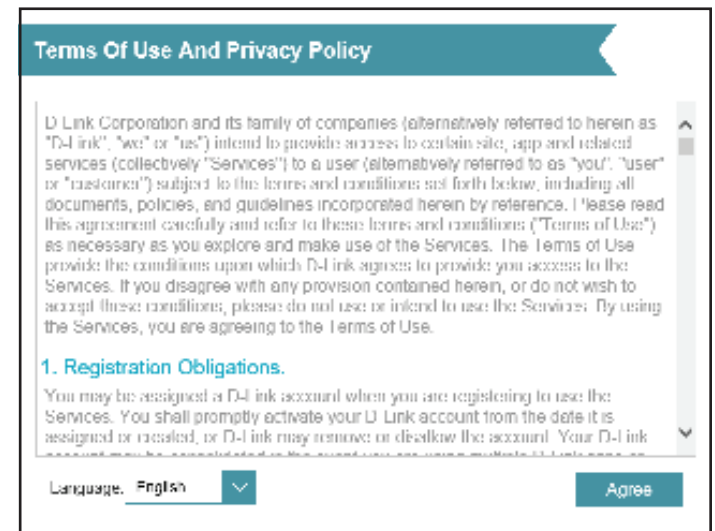 Terms Of Use And Privacy Policy
D-Link Corporation and its family of companies (alternatively referred to herein as
"D-Link", "we" or "us") intend to provide access to certain site, app and related
services (collectively "Services") to a user (alternatively referred to as "you", "user"
or "customer") subject to the terms and conditions set forth below, including all
documents, policies, and guidelines incorporated herein by reference. Please read
this agreement carefully and refer to these terms and conditions ("Terms of Use")
as necessary as you explore and make use of the Services. The Terms of Use
provide the conditions upon which D-Link agrees to provide you access to the
Services. If you disagree with any provision contained herein, or do not wish to
accept these conditions, please do not use or intend to use the Services. By using
the Services, you are agreeing to the Terms of Use.
1. Registration Obligations.
You may be assigned a D-Link account when you are registering to use the
Services. You shall promptly activate your D-Link account from the date it is
assigned or created, or D-Link may remove or disallow the account. Your D-Link
Language: English
Agree